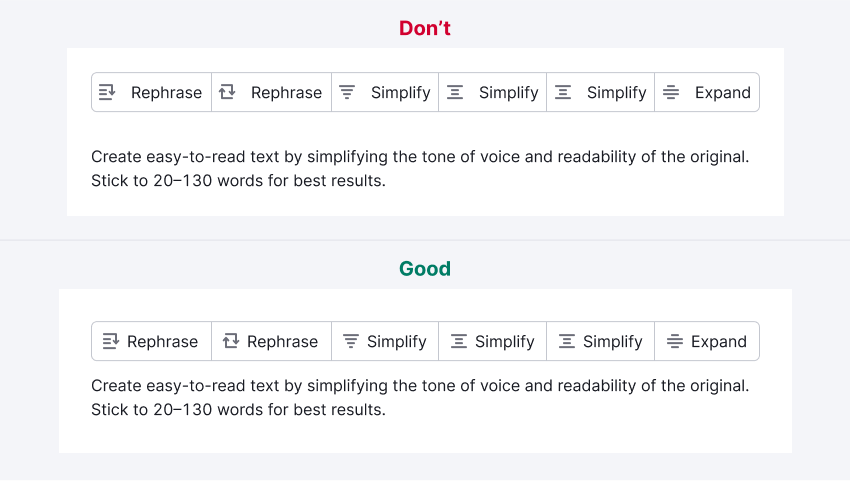 Don’t
Rephrase Rephrase Simplify Simplify Simplify Expand
Create easy-to-read text by simplifying the tone of voice and readability of the original.
Stick to 20–130 words for best results.
Good
Rephrase Rephrase Simplify Simplify Simplify Expand
Create easy-to-read text by simplifying the tone of voice and readability of the original.
Stick to 20–130 words for best results.